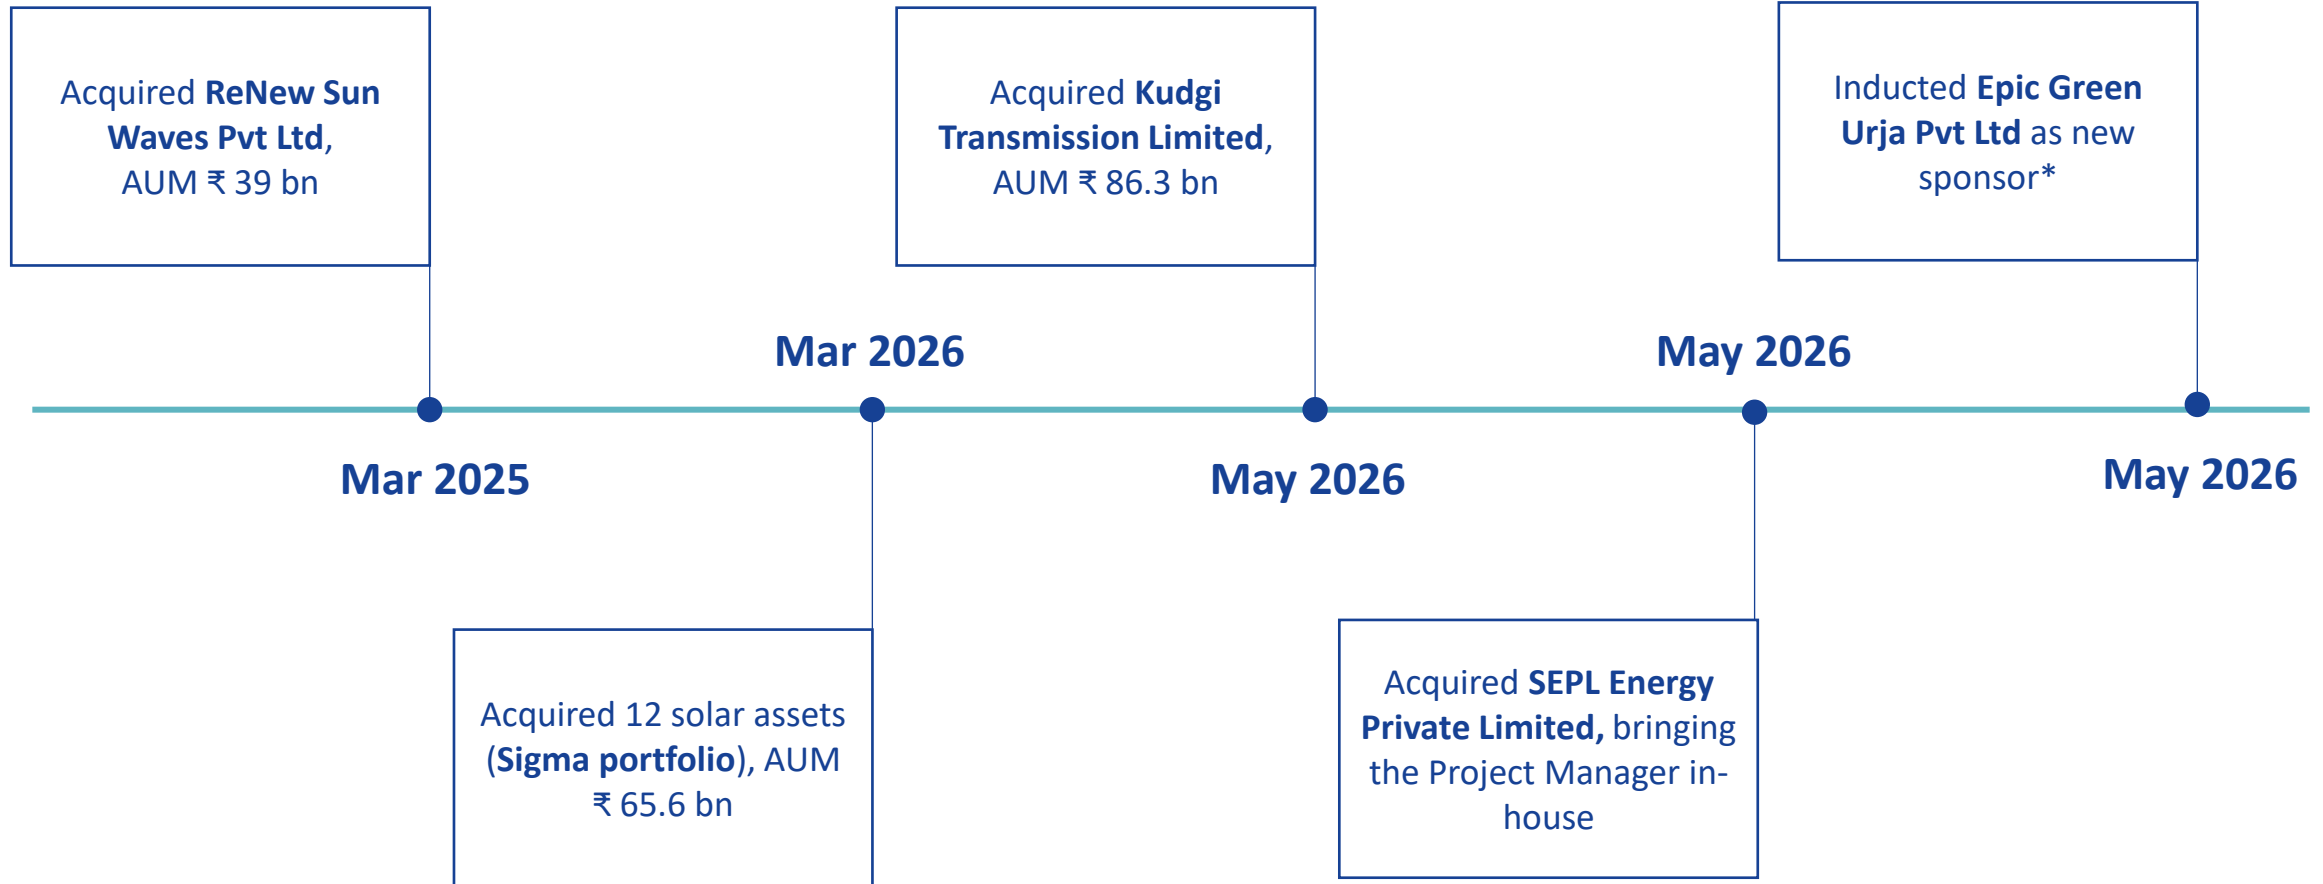 Acquired ReNew Sun
Waves Pvt Ltd,
AUM ₹ 39 bn
Mar 2025
Mar 2026
Acquired 12 solar assets
(Sigma portfolio), AUM
₹ 65.6 bn
Acquired Kudgi
Transmission Limited,
AUM ₹ 86.3 bn
May 2026
May 2026
Acquired SEPL Energy
Private Limited, bringing
the Project Manager in-
house
Inducted Epic Green
Urja Pvt Ltd as new
sponsor*
May 2026